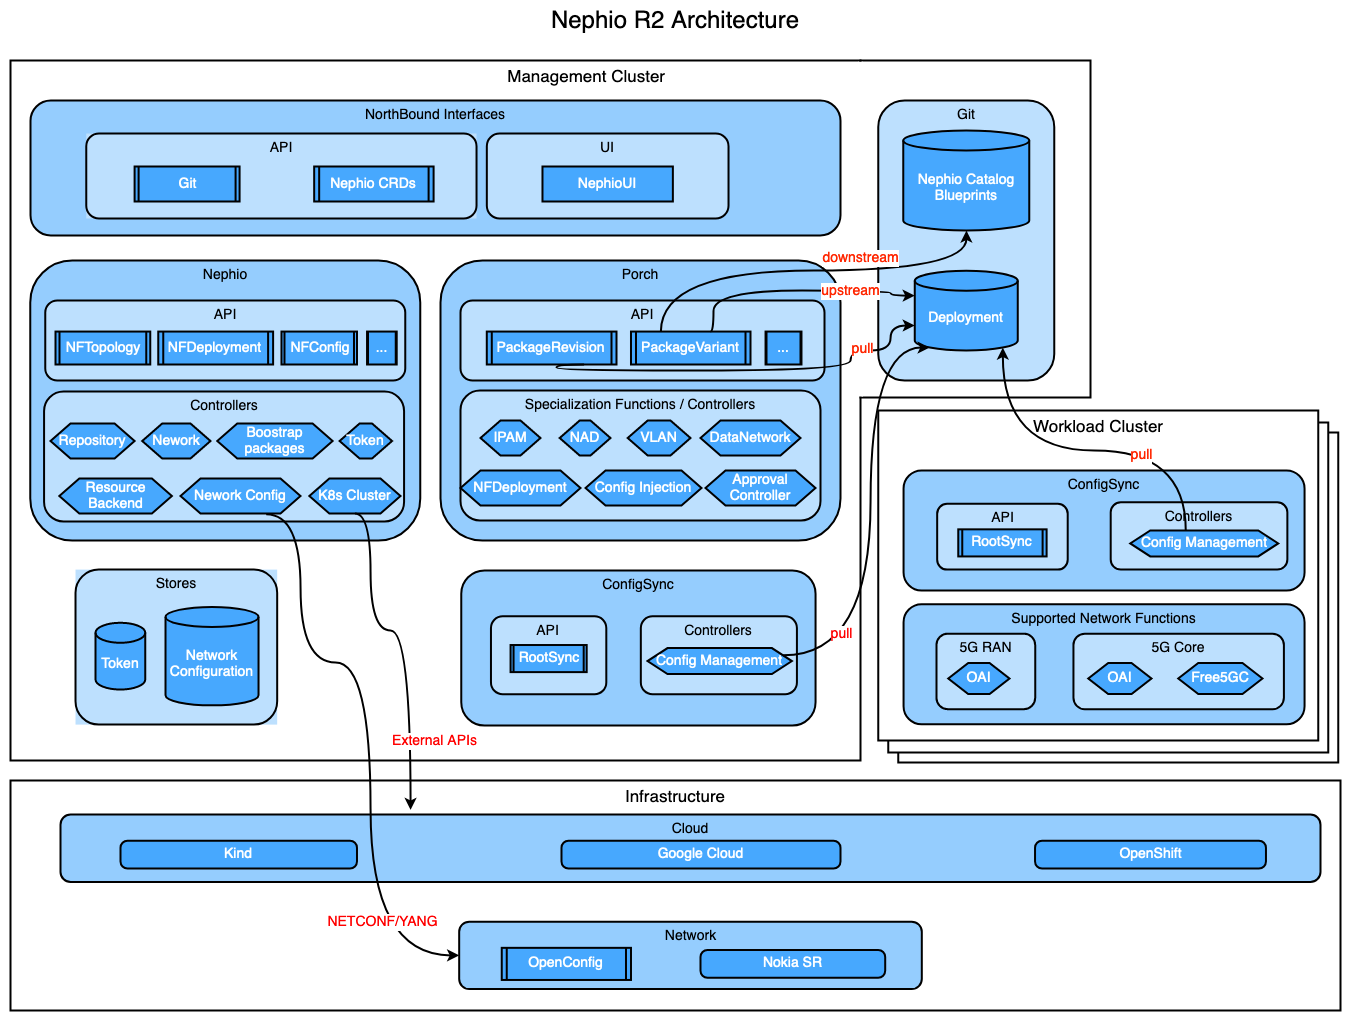 Nephio R2 Architecture
Management Cluster
NorthBound Interfaces
API
Git
Nephio CRDs
UI
NephioUI
Git
Nephio Catalog
Blueprints
Deployment
downstream
upstream
pull
Nephio
API
NFTopology
NFDeployment
NFConfig
...
Controllers
Repository
Nework
Boostrap
packages
Token
Resource
Backend
Nework Config
K8s Cluster
Porch
API
PackageRevision
PackageVariant
...
Specialization Functions / Controllers
IPAM
NAD
VLAN
DataNetwork
NFDeployment
Config Injection
Approval
Controller
Stores
Token
Network
Configuration
ConfigSync
API
RootSync
Controllers
Config Management
pull
External APIs
Workload Cluster
pull
ConfigSync
API
RootSync
Controllers
Config Management
Supported Network Functions
5G RAN
OAI
5G Core
OAI
Free5GC
Infrastructure
Cloud
Kind
Google Cloud
OpenShift
NETCONF/YANG
Network
OpenConfig
Nokia SR